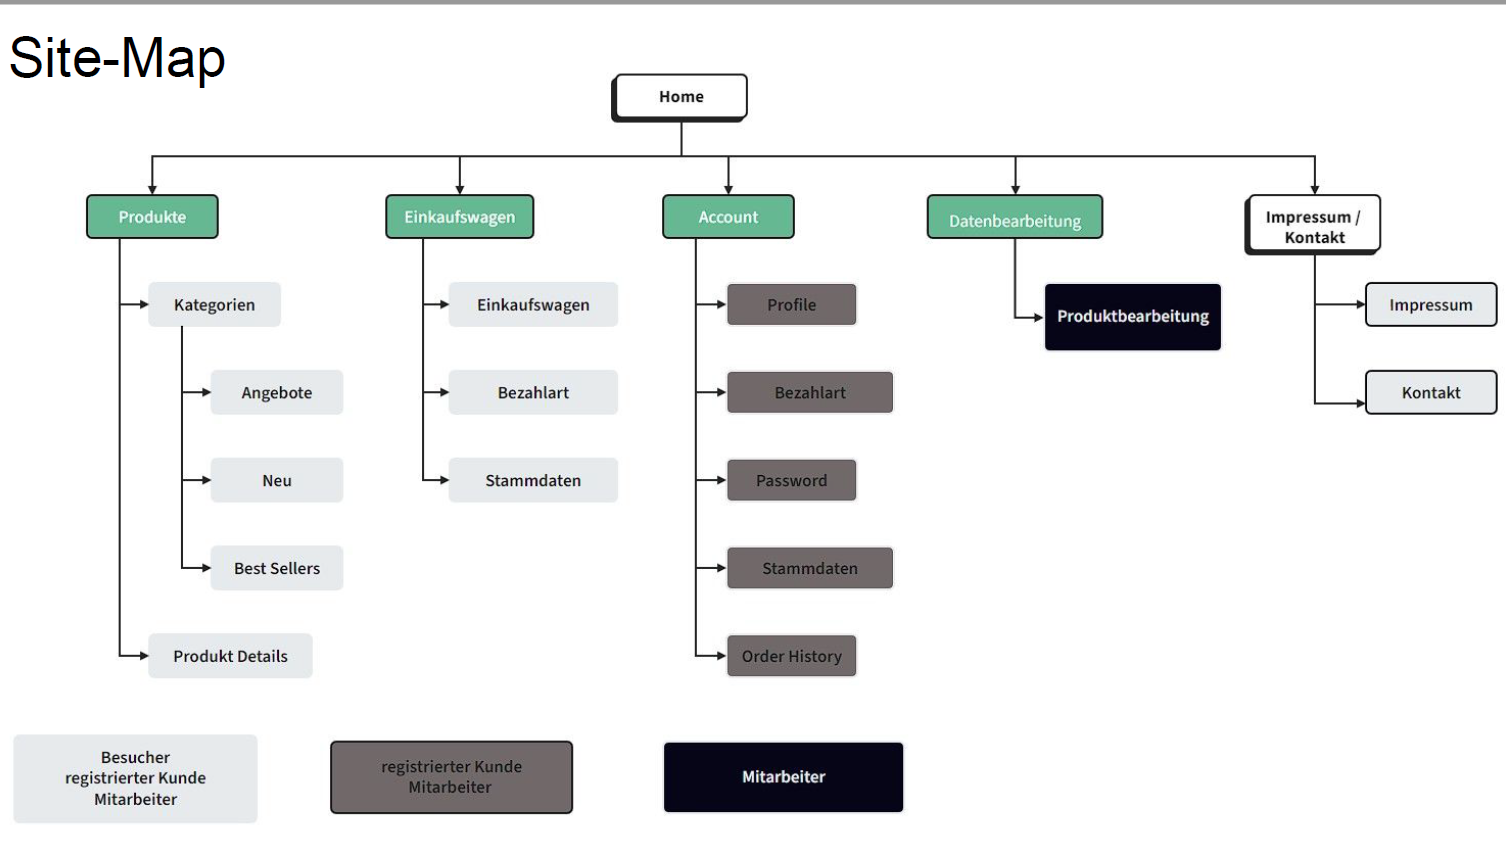 Site-Map
Home
Produkte
Einkaufswagen
Account
Datenbearbeitung
Impressum /
Kontakt
Kategorien
Einkaufswagen
Profile
Produktbearbeitung
Impressum
Angebote
Bezahlart
Bezahlart
Kontakt
Neu
Stammdaten
Password
Best Sellers
Stammdaten
Produkt Details
Order History
Besucher
registrierter Kunde
Mitarbeiter
registrierter Kunde
Mitarbeiter
Mitarbeiter